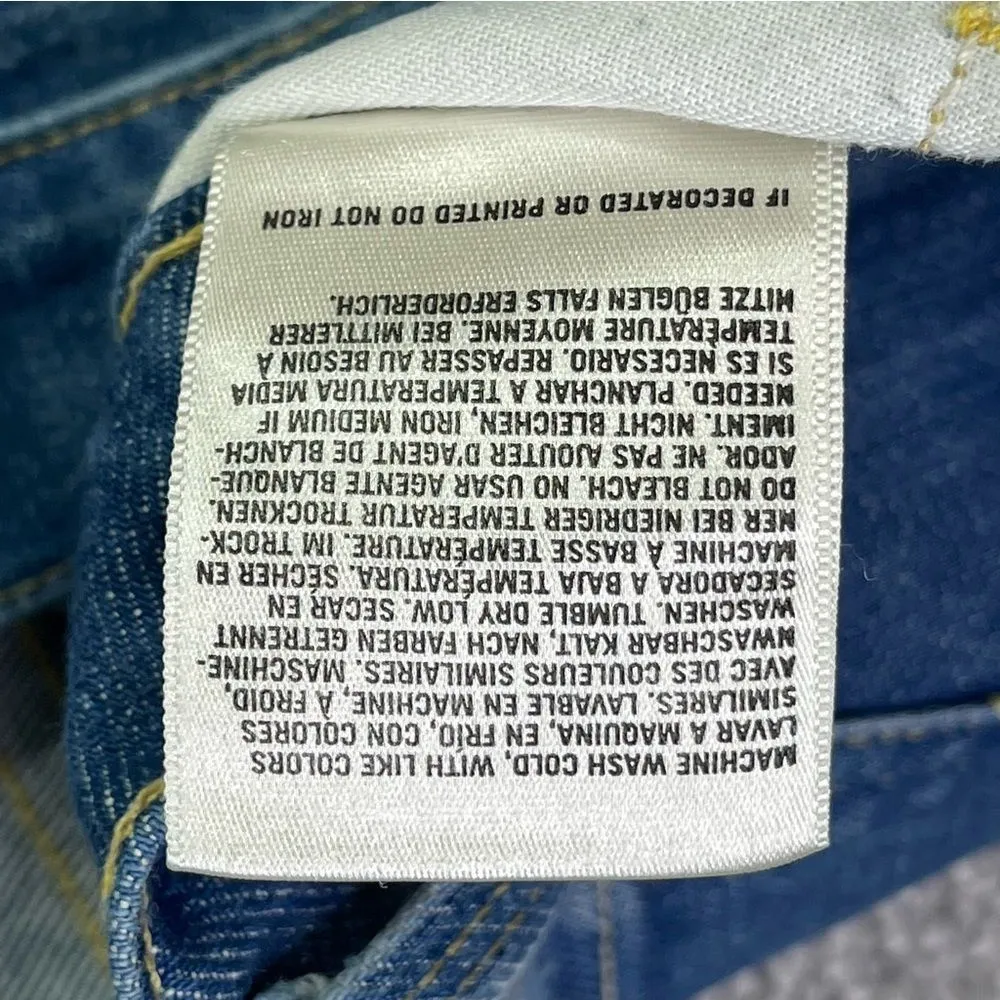 MACHINE WASH COLD, WITH LIKE COLORS
LAVAR A MAQUINA, EN FRÍO, CON COLORES
SIMILARES. LAVABLE EN MACHINE, À FROID,
AVEC DES COULEURS SIMILAIRES. MASCHINE-
NWASCHBAR KALT, NACH FARBEN GETRENNT
WASCHEN. TUMBLE DRY LOW. SECAR EN
SECADORA A BAJA TEMPERATURA. SÉCHER EN
MACHINE À BASSE TEMPÉRATURE. IM TROCK-
MER BEI NIEDRIGER TEMPERATUR TROCKNEN.
DO NOT BLEACH. NO USAR AGENTE BLANQUE-
ADOR. NE PAS AJOUTER D'AGENT DE BLANCH-
IMENT. NICHT BLEICHEN, IRON MEDIUM IF
NEEDED. PLANCHAR A TEMPERATURA MEDIA
SI ES NECESARIO. REPASSER AU BESOIN À
TEMPÉRATURE MOYENNE. BEI MITTLERER
HITZE BÜGLEN FALLS ERFORDERLICH.
IF DECORATED OR PRINTED DO NOT IRON